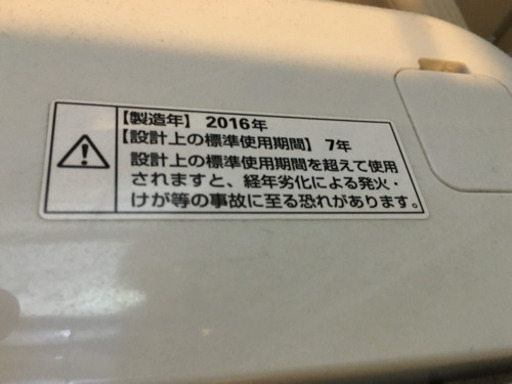 【製造年】 2016年
【設計上の標準使用期間】 7年
設計上の標準使用期間を超えて使用
されますと、経年劣化による発火・
けが等の事故に至る恐れがあります。